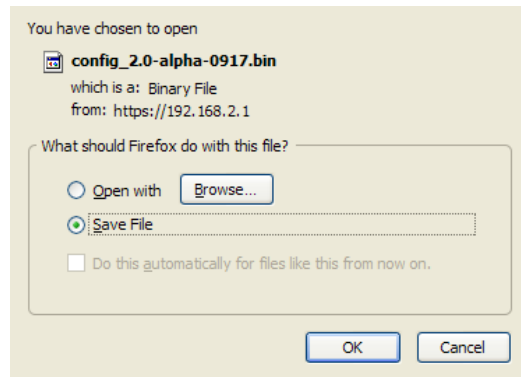 You have chosen to open
config_2.0-alpha-0917.bin
which is a: Binary File
from: https://192.168.2.1
What should Firefox do with this file?
Open with Browse...
Save File
Do this automatically for files like this from now on.
OK Cancel